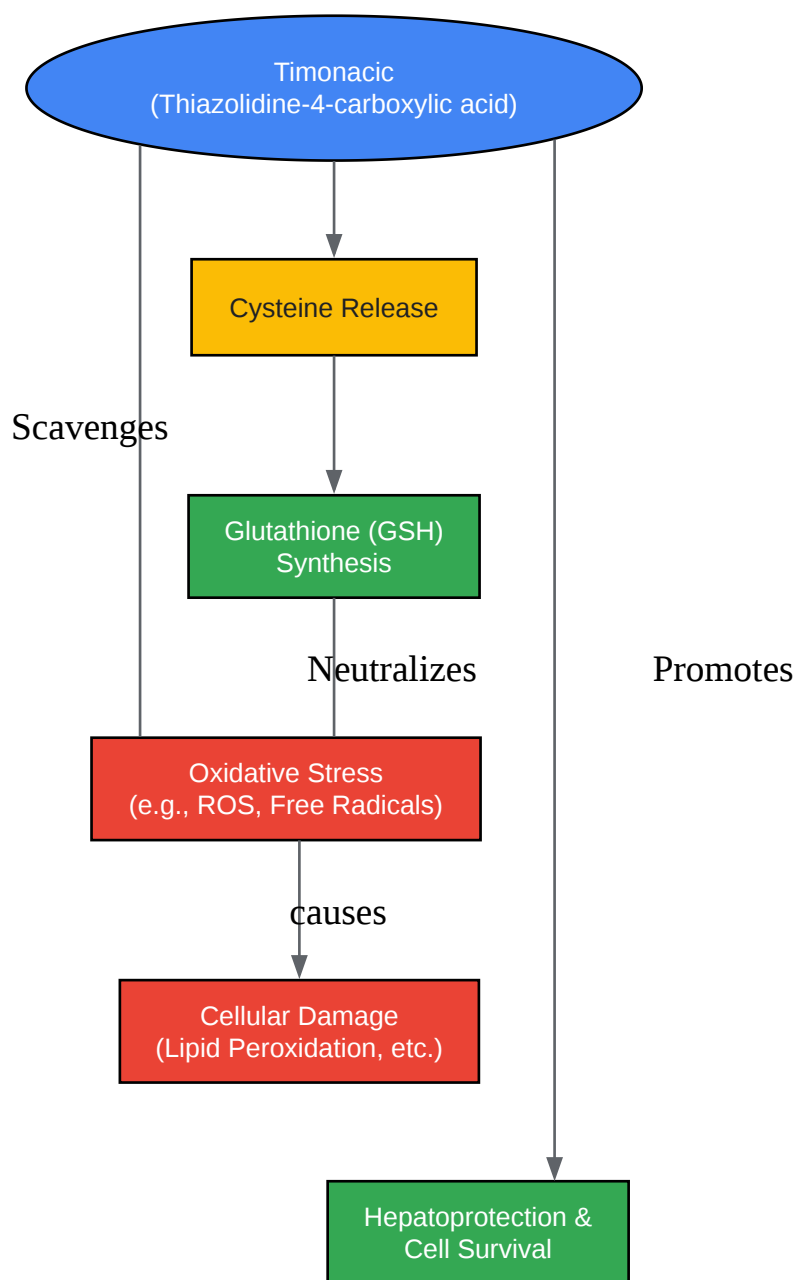 Timonacic
(Thiazolidine-4-carboxylic acid)
Cysteine Release
Scavenges
Glutathione (GSH)
Synthesis
Neutralizes
Promotes
Oxidative Stress
(e.g., ROS, Free Radicals)
causes
Cellular Damage
(Lipid Peroxidation, etc.)
Hepatoprotection &
Cell Survival